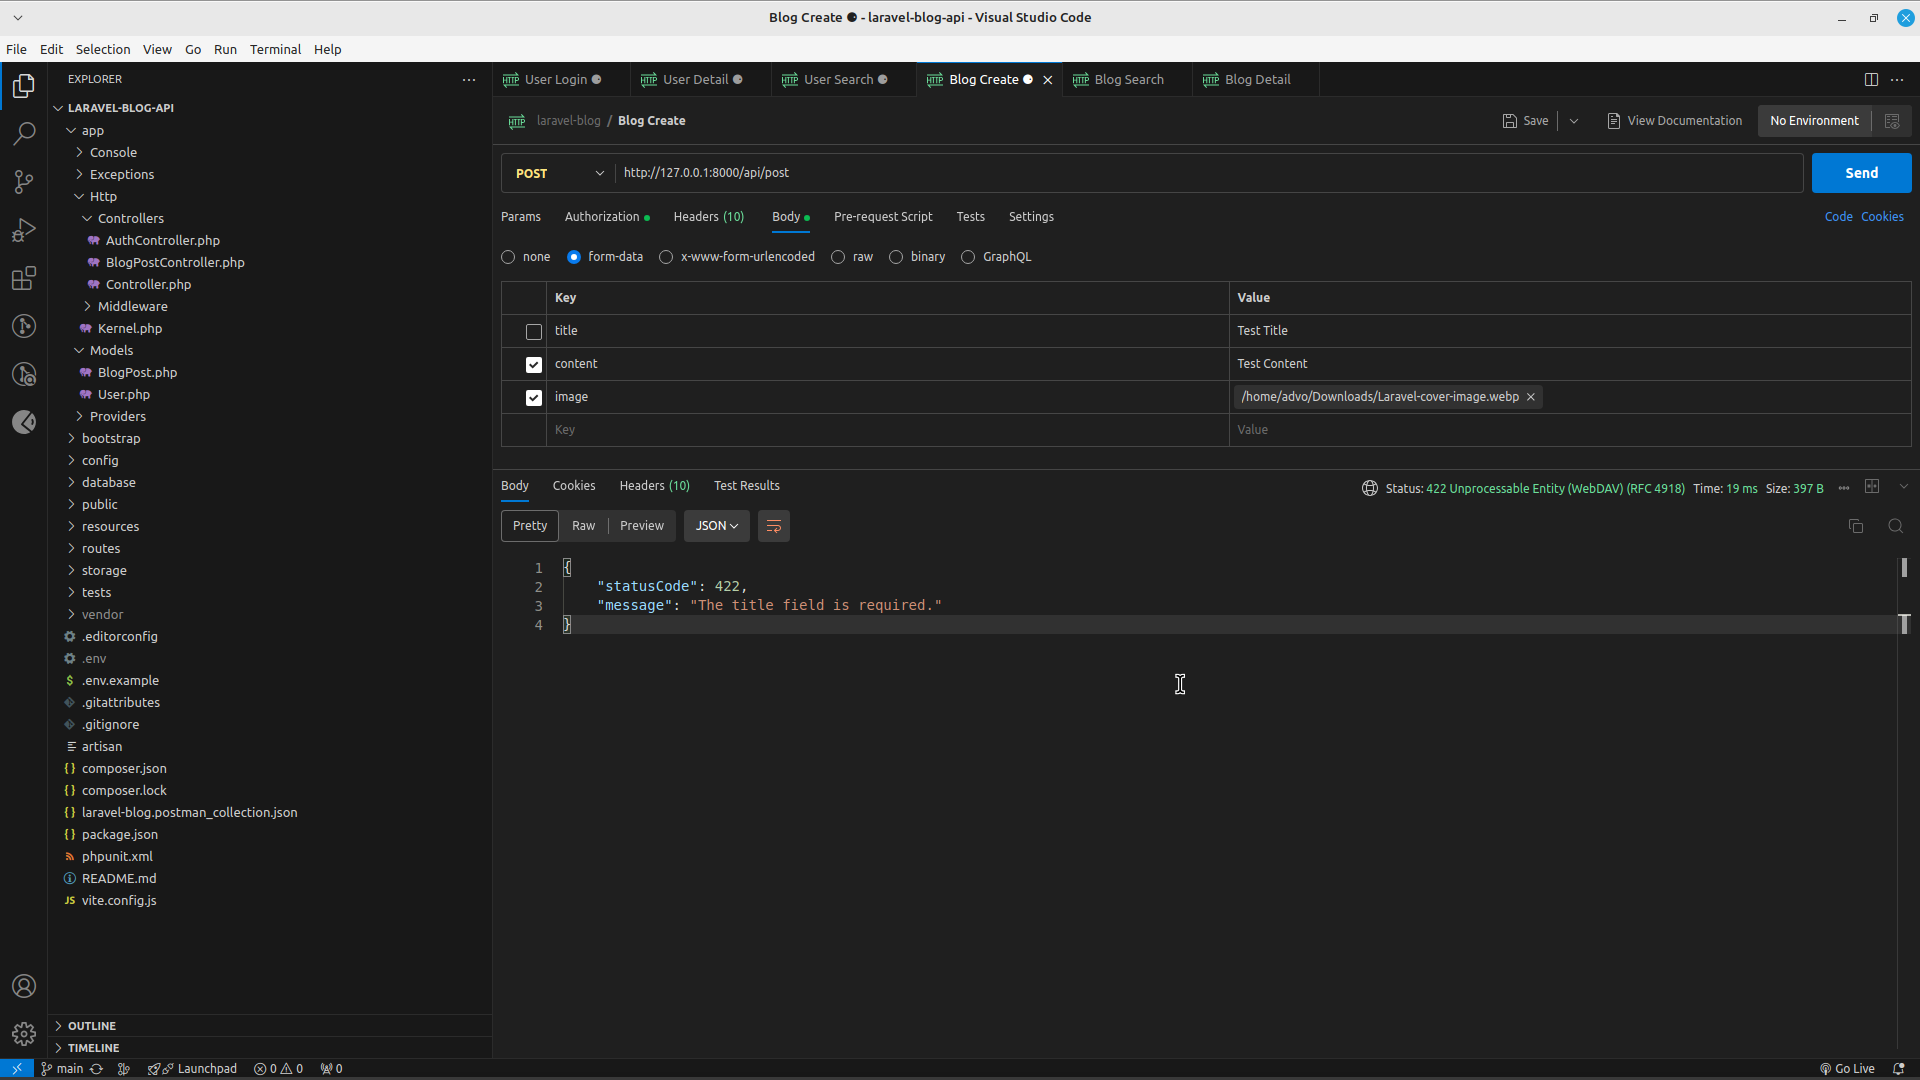 Blog Create ● - laravel-blog-api - Visual Studio Code
File Edit Selection View Go Run Terminal Help
EXPLORER
LARAVEL-BLOG-API
app
Console
Exceptions
Http
Controllers
AuthController.php
BlogPostController.php
Controller.php
Middleware
Kernel.php
Models
BlogPost.php
User.php
Providers
bootstrap
config
database
public
resources
routes
storage
tests
vendor
.editorconfig
.env
$ .env.example
.gitattributes
.gitignore
artisan
{} composer.json
{} composer.lock
{} laravel-blog.postman_collection.json
{} package.json
phpunit.xml
README.md
JS vite.config.js
OUTLINE
TIMELINE
HTTP User Login HTTP User Detail HTTP User Search HTTP Blog Create HTTP Blog Search HTTP Blog Detail
HTTP laravel-blog / Blog Create Save View Documentation No Environment
POST http://127.0.0.1:8000/api/post Send
Params Authorization Headers (10) Body Pre-request Script Tests Settings Code Cookies
none form-data x-www-form-urlencoded raw binary GraphQL
Key Value
title Test Title
content Test Content
image /home/advo/Downloads/Laravel-cover-image.webp
Key Value
Body Cookies Headers (10) Test Results Status: 422 Unprocessable Entity (WebDAV) (RFC 4918) Time: 19 ms Size: 397 B
Pretty Raw Preview JSON
1 {
2 "statusCode": 422,
3 "message": "The title field is required."
4 }
main Launchpad 0 0 0 Go Live